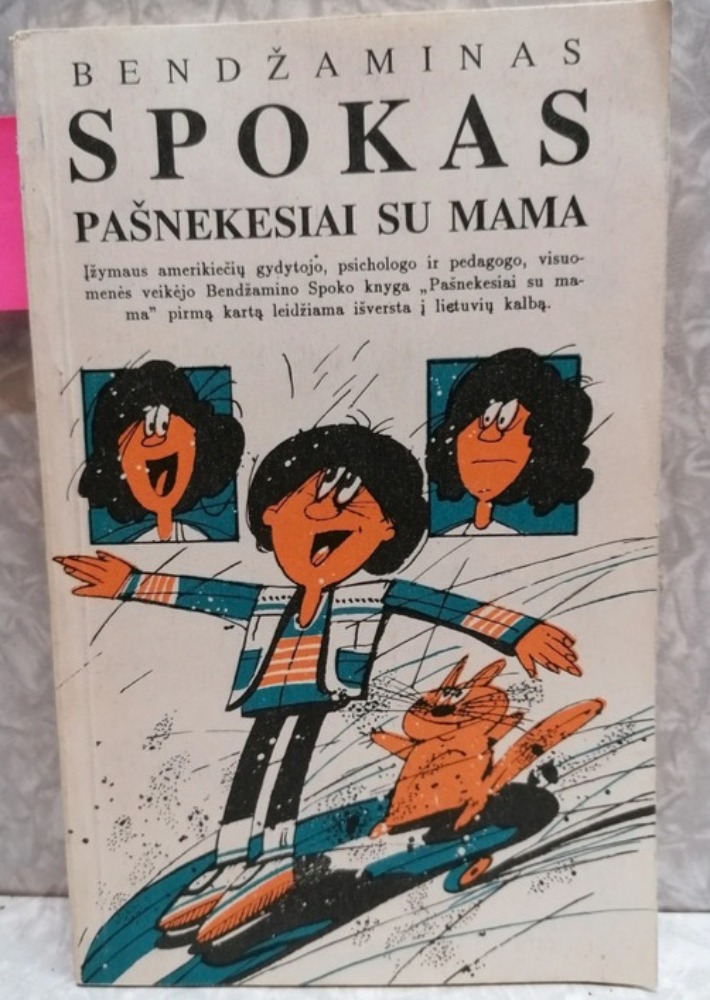 BENDŽAMINAS
SPOKAS
PAŠNEKESIAI SU MAMA
Įžymaus amerikiečių gydytojo, psichologo ir pedagogo, visuo-
menės veikėjo Bendžamino Spoko knyga „Pašnekesiai su ma-
ma” pirmą kartą leidžiama išversta į lietuvių kalbą.